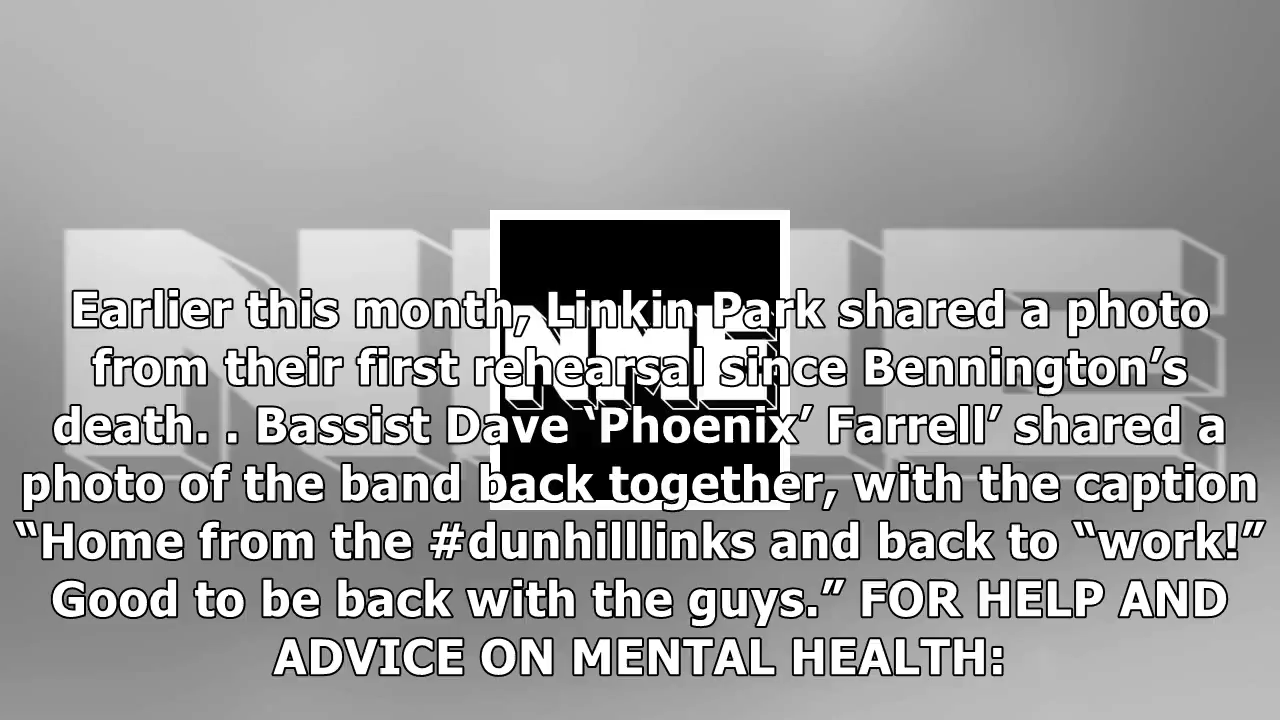 NME
NME
Earlier this month, Linkin Park shared a photo
from their first rehearsal since Bennington’s
death. . Bassist Dave ‘Phoenix’ Farrell’ shared a
photo of the band back together, with the caption
“Home from the #dunhilllinks and back to “work!”
Good to be back with the guys.” FOR HELP AND
ADVICE ON MENTAL HEALTH: